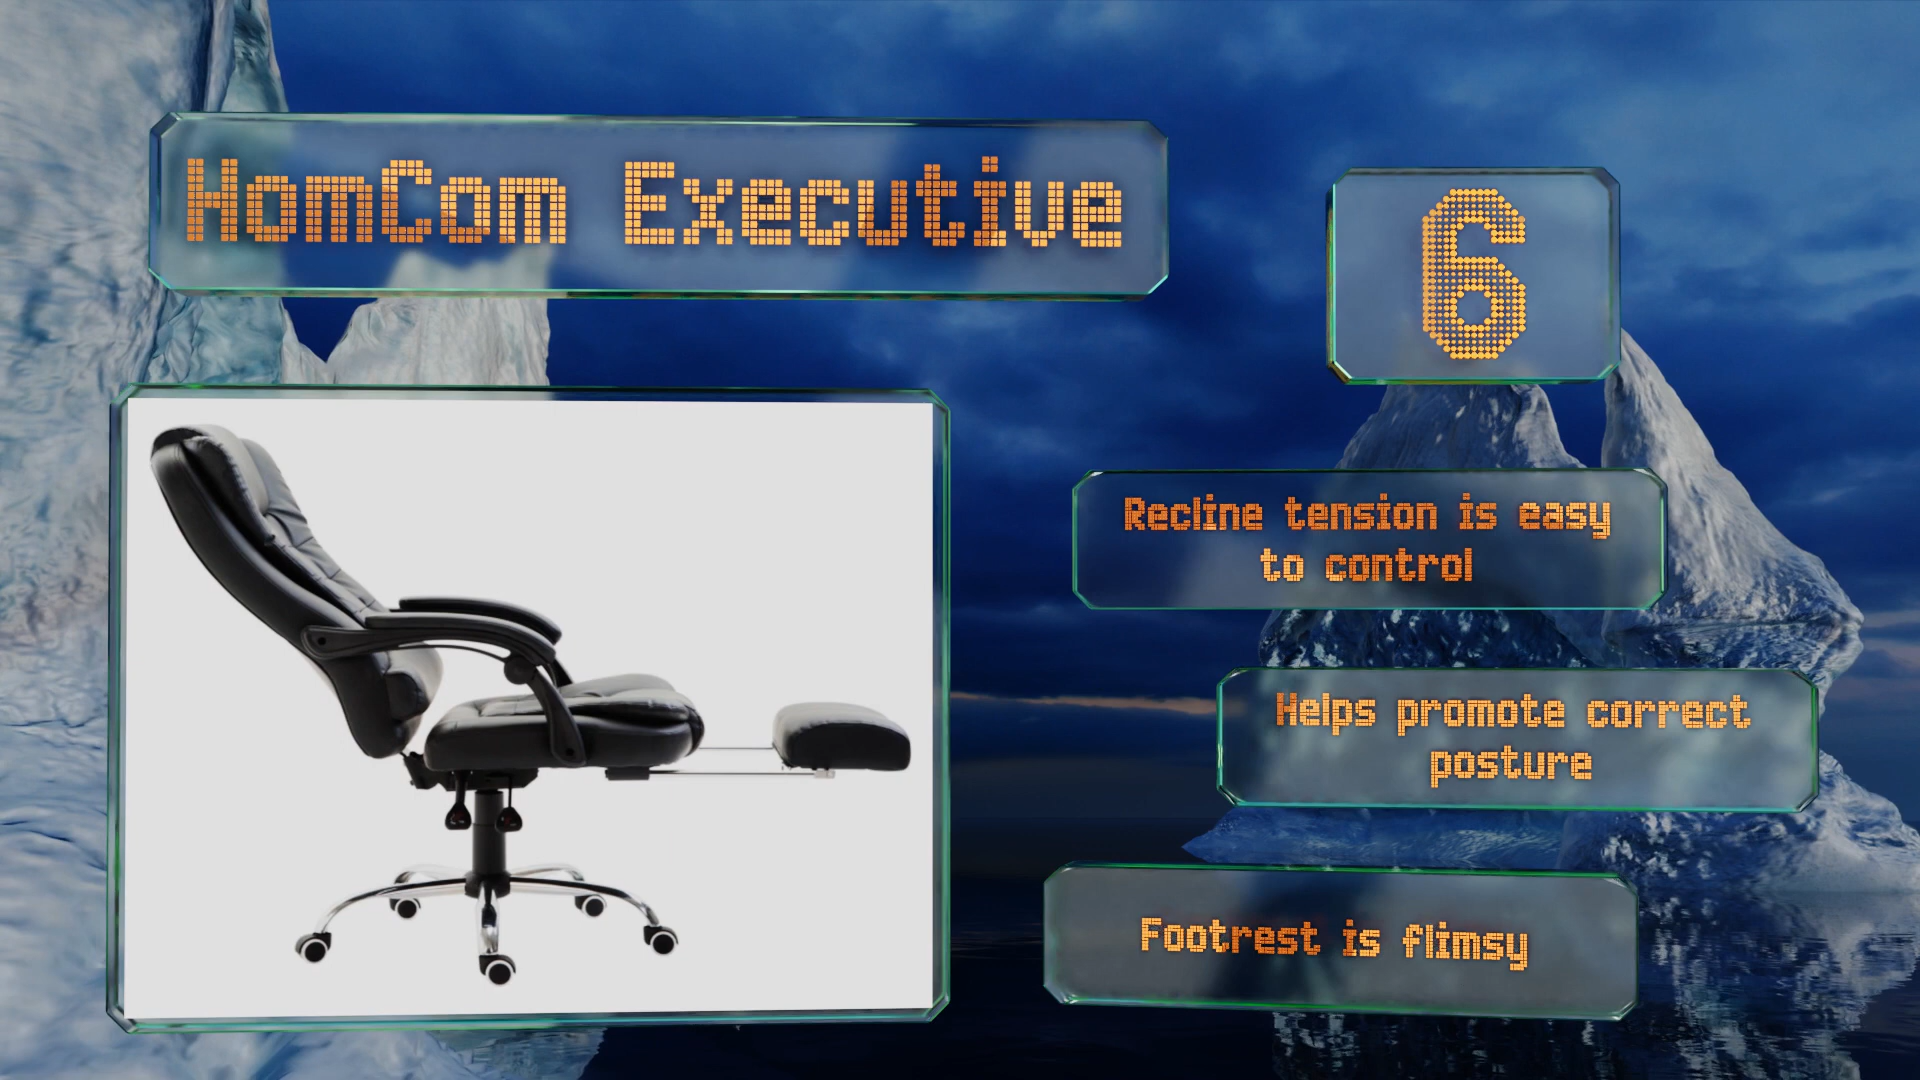 HomCom Executive
6
Recline tension is easy
to control
Helps promote correct
posture
Footrest is flimsy